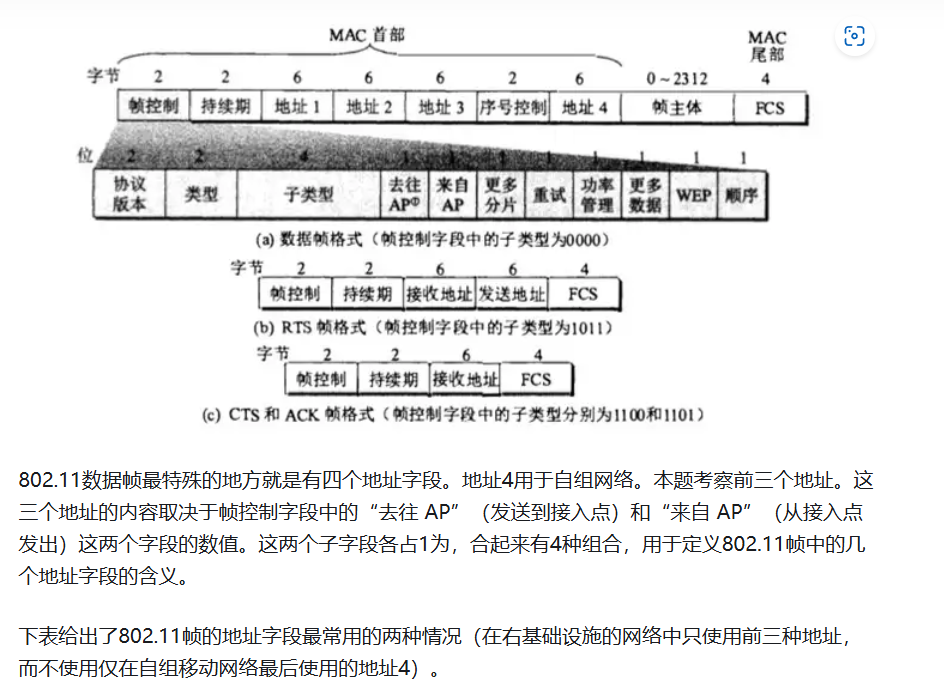 MAC 首部
MAC
尾部
字节 2 2 6 6 6 2 6 0~2312 4
帧控制 持续期 地址 1 地址 2 地址 3 序号控制 地址 4 帧主体 FCS
位 2 2 4 1 1 1 1 1 1 1 1
协议版本 类型 子类型 去往AP① 来自AP 更多分片 重试 功率管理 更多数据 WEP 顺序
(a) 数据帧格式（帧控制字段中的子类型为0000）
字节 2 2 6 6 4
帧控制 持续期 接收地址 发送地址 FCS
(b) RTS 帧格式（帧控制字段中的子类型为1011）
字节 2 2 6 4
帧控制 持续期 接收地址 FCS
(c) CTS 和 ACK 帧格式（帧控制字段中的子类型分别为1100和1101）
802.11数据帧最特殊的地方就是有四个地址字段。地址4用于自组网络。本题考察前三个地址。这
三个地址的内容取决于帧控制字段中的“去往 AP”（发送到接入点）和“来自 AP”（从接入点
发出）这两个字段的数值。这两个子字段各占1为，合起来有4种组合，用于定义802.11帧中的几
个地址字段的含义。
下表给出了802.11帧的地址字段最常用的两种情况（在右基础设施的网络中只使用前三种地址，
而不使用仅在自组移动网络最后使用的地址4）。